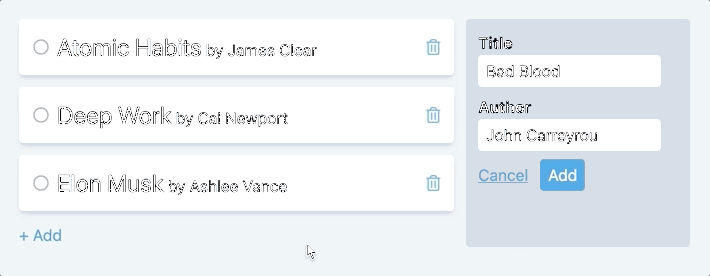 Atomic Habits by James Clear
Deep Work by Cal Newport
Elon Musk by Ashlee Vance
+ Add
Title
Bad Blood
Author
John Carreyrou
Cancel Add